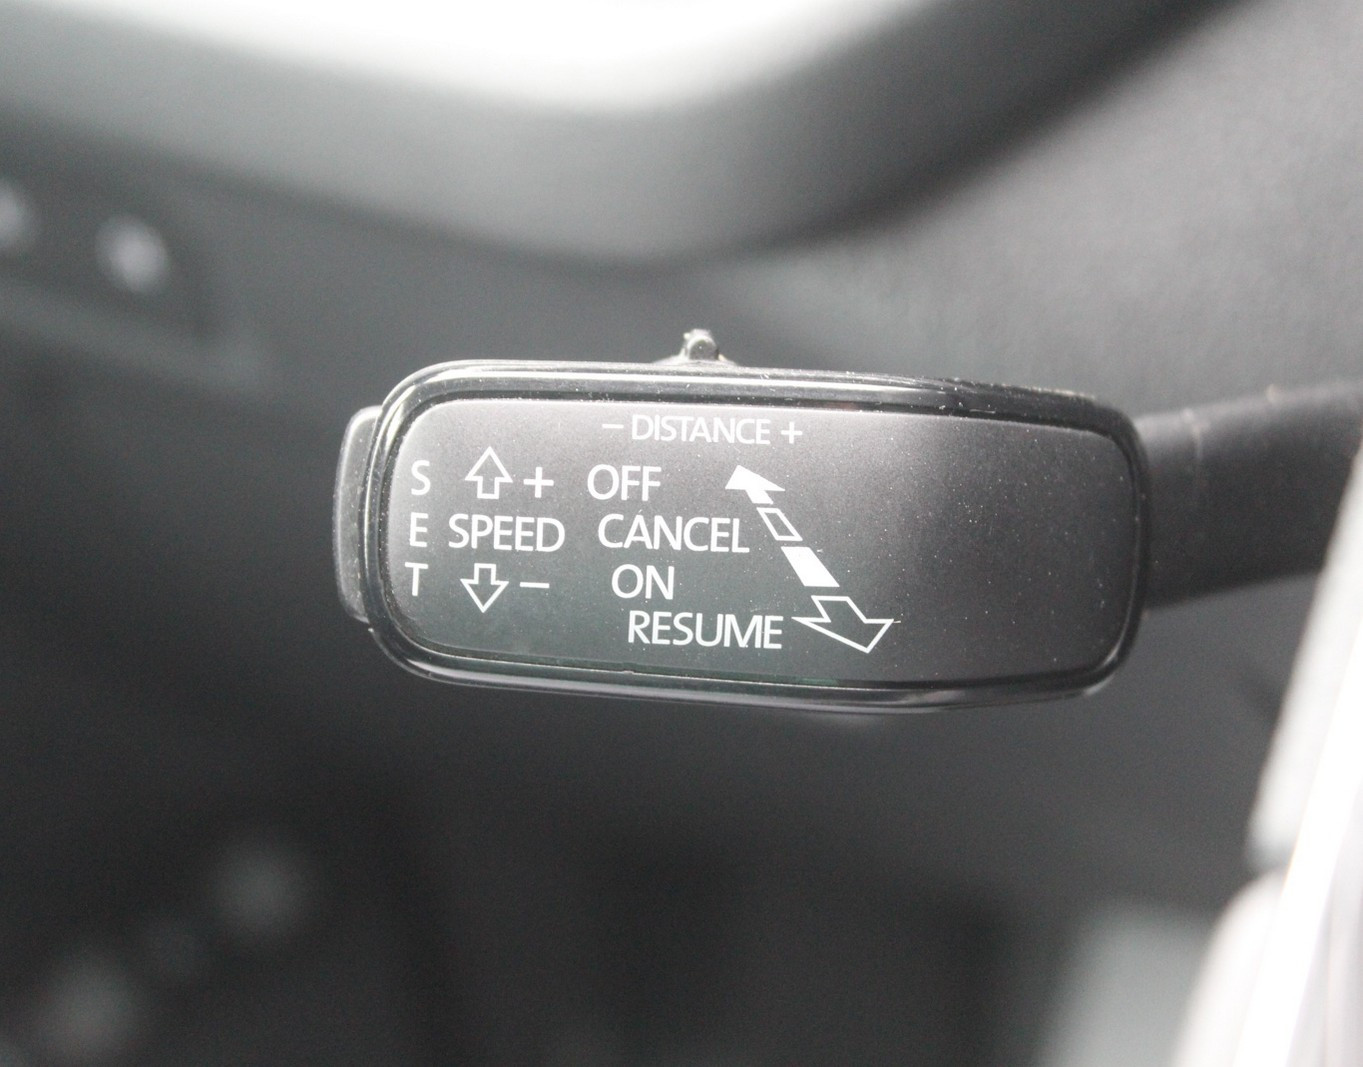 − DISTANCE +
S + OFF
E SPEED CANCEL
T − ON
RESUME